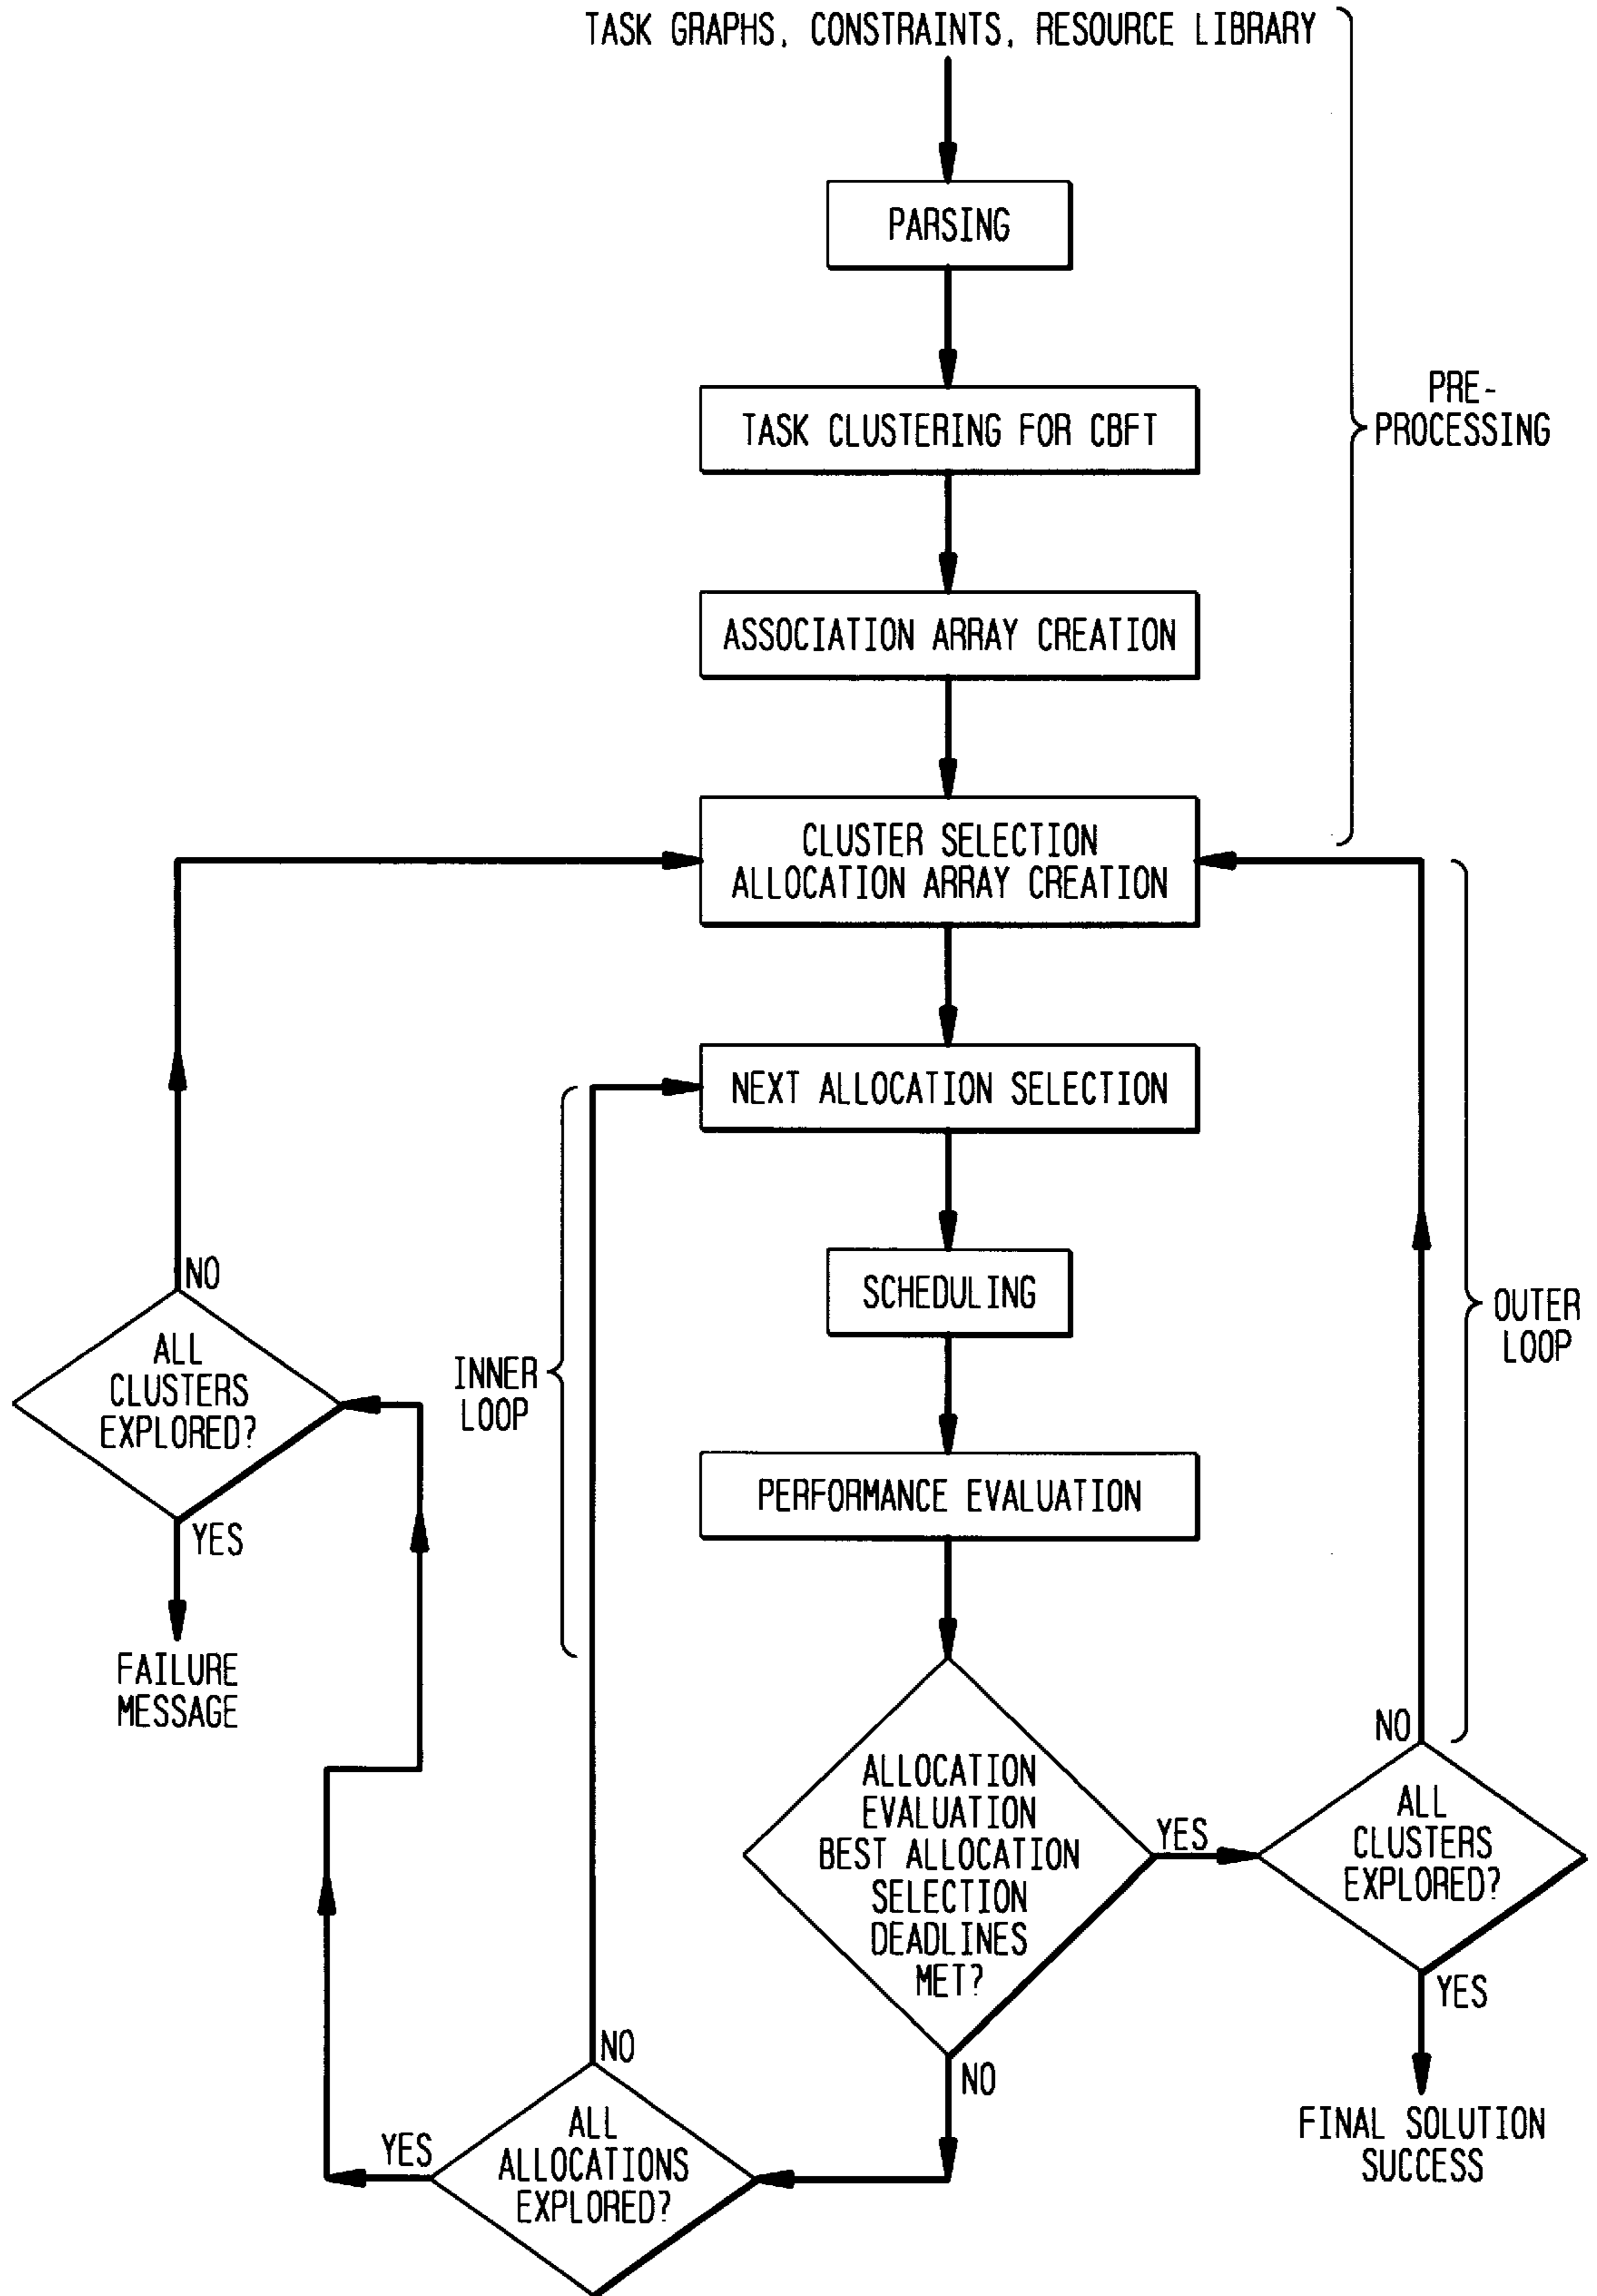 TASK GRAPHS, CONSTRAINTS, RESOURCE LIBRARY
PARSING
PRE-
PROCESSING
TASK CLUSTERING FOR CBFT
ASSOCIATION ARRAY CREATION
CLUSTER SELECTION
ALLOCATION ARRAY CREATION
NEXT ALLOCATION SELECTION
SCHEDULING
NO
ALL
CLUSTERS
EXPLORED?
YES
FAILURE
MESSAGE
INNER
LOOP
OUTER
LOOP
PERFORMANCE EVALUATION
ALLOCATION
EVALUATION
BEST ALLOCATION
SELECTION
DEADLINES
MET?
YES
NO
NO
ALL
CLUSTERS
EXPLORED?
YES
FINAL SOLUTION
SUCCESS
NO
ALL
ALLOCATIONS
EXPLORED?
YES